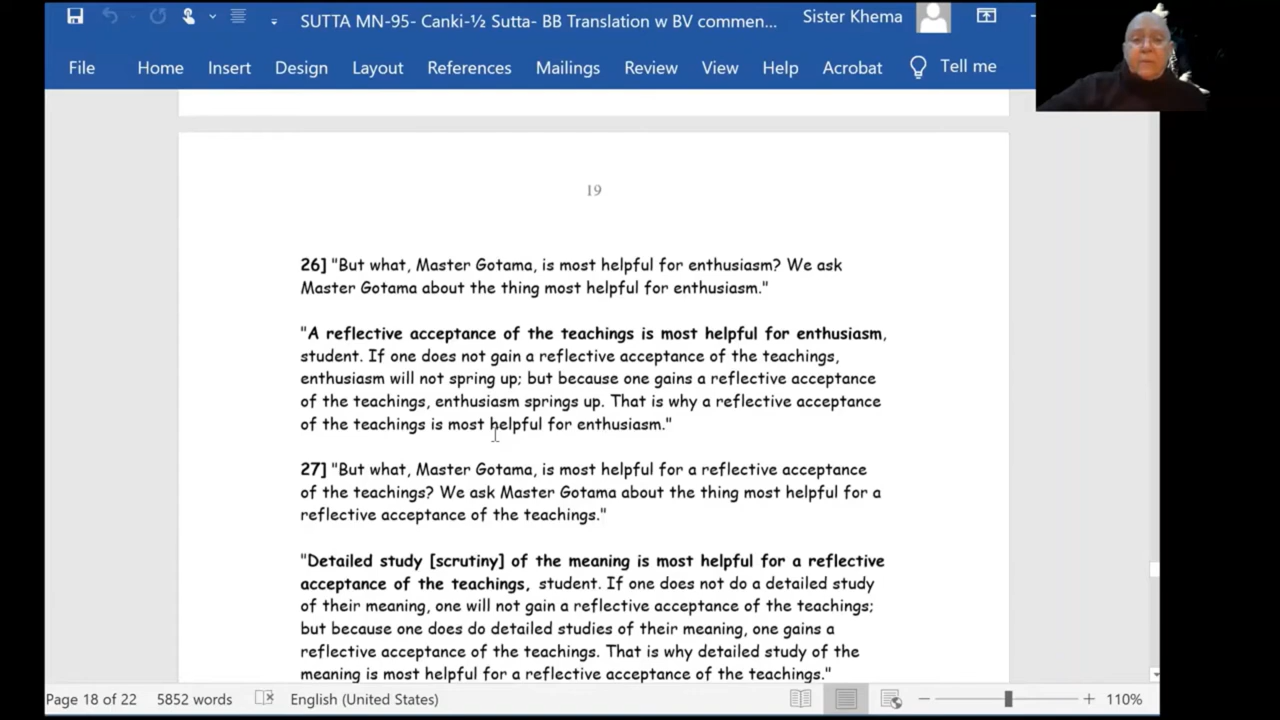 SUTTA MN-95- Canki-½ Sutta- BB Translation w BV commen...
Sister Khema
File Home Insert Design Layout References Mailings Review View Help Acrobat Tell me
19
26] "But what, Master Gotama, is most helpful for enthusiasm? We ask
Master Gotama about the thing most helpful for enthusiasm."
"A reflective acceptance of the teachings is most helpful for enthusiasm,
student. If one does not gain a reflective acceptance of the teachings,
enthusiasm will not spring up; but because one gains a reflective acceptance
of the teachings, enthusiasm springs up. That is why a reflective acceptance
of the teachings is most helpful for enthusiasm."
27] "But what, Master Gotama, is most helpful for a reflective acceptance
of the teachings? We ask Master Gotama about the thing most helpful for a
reflective acceptance of the teachings."
"Detailed study [scrutiny] of the meaning is most helpful for a reflective
acceptance of the teachings, student. If one does not do a detailed study
of their meaning, one will not gain a reflective acceptance of the teachings;
but because one does do detailed studies of their meaning, one gains a
reflective acceptance of the teachings. That is why detailed study of the
meaning is most helpful for a reflective acceptance of the teachings."
Page 18 of 22 5852 words English (United States) 110%